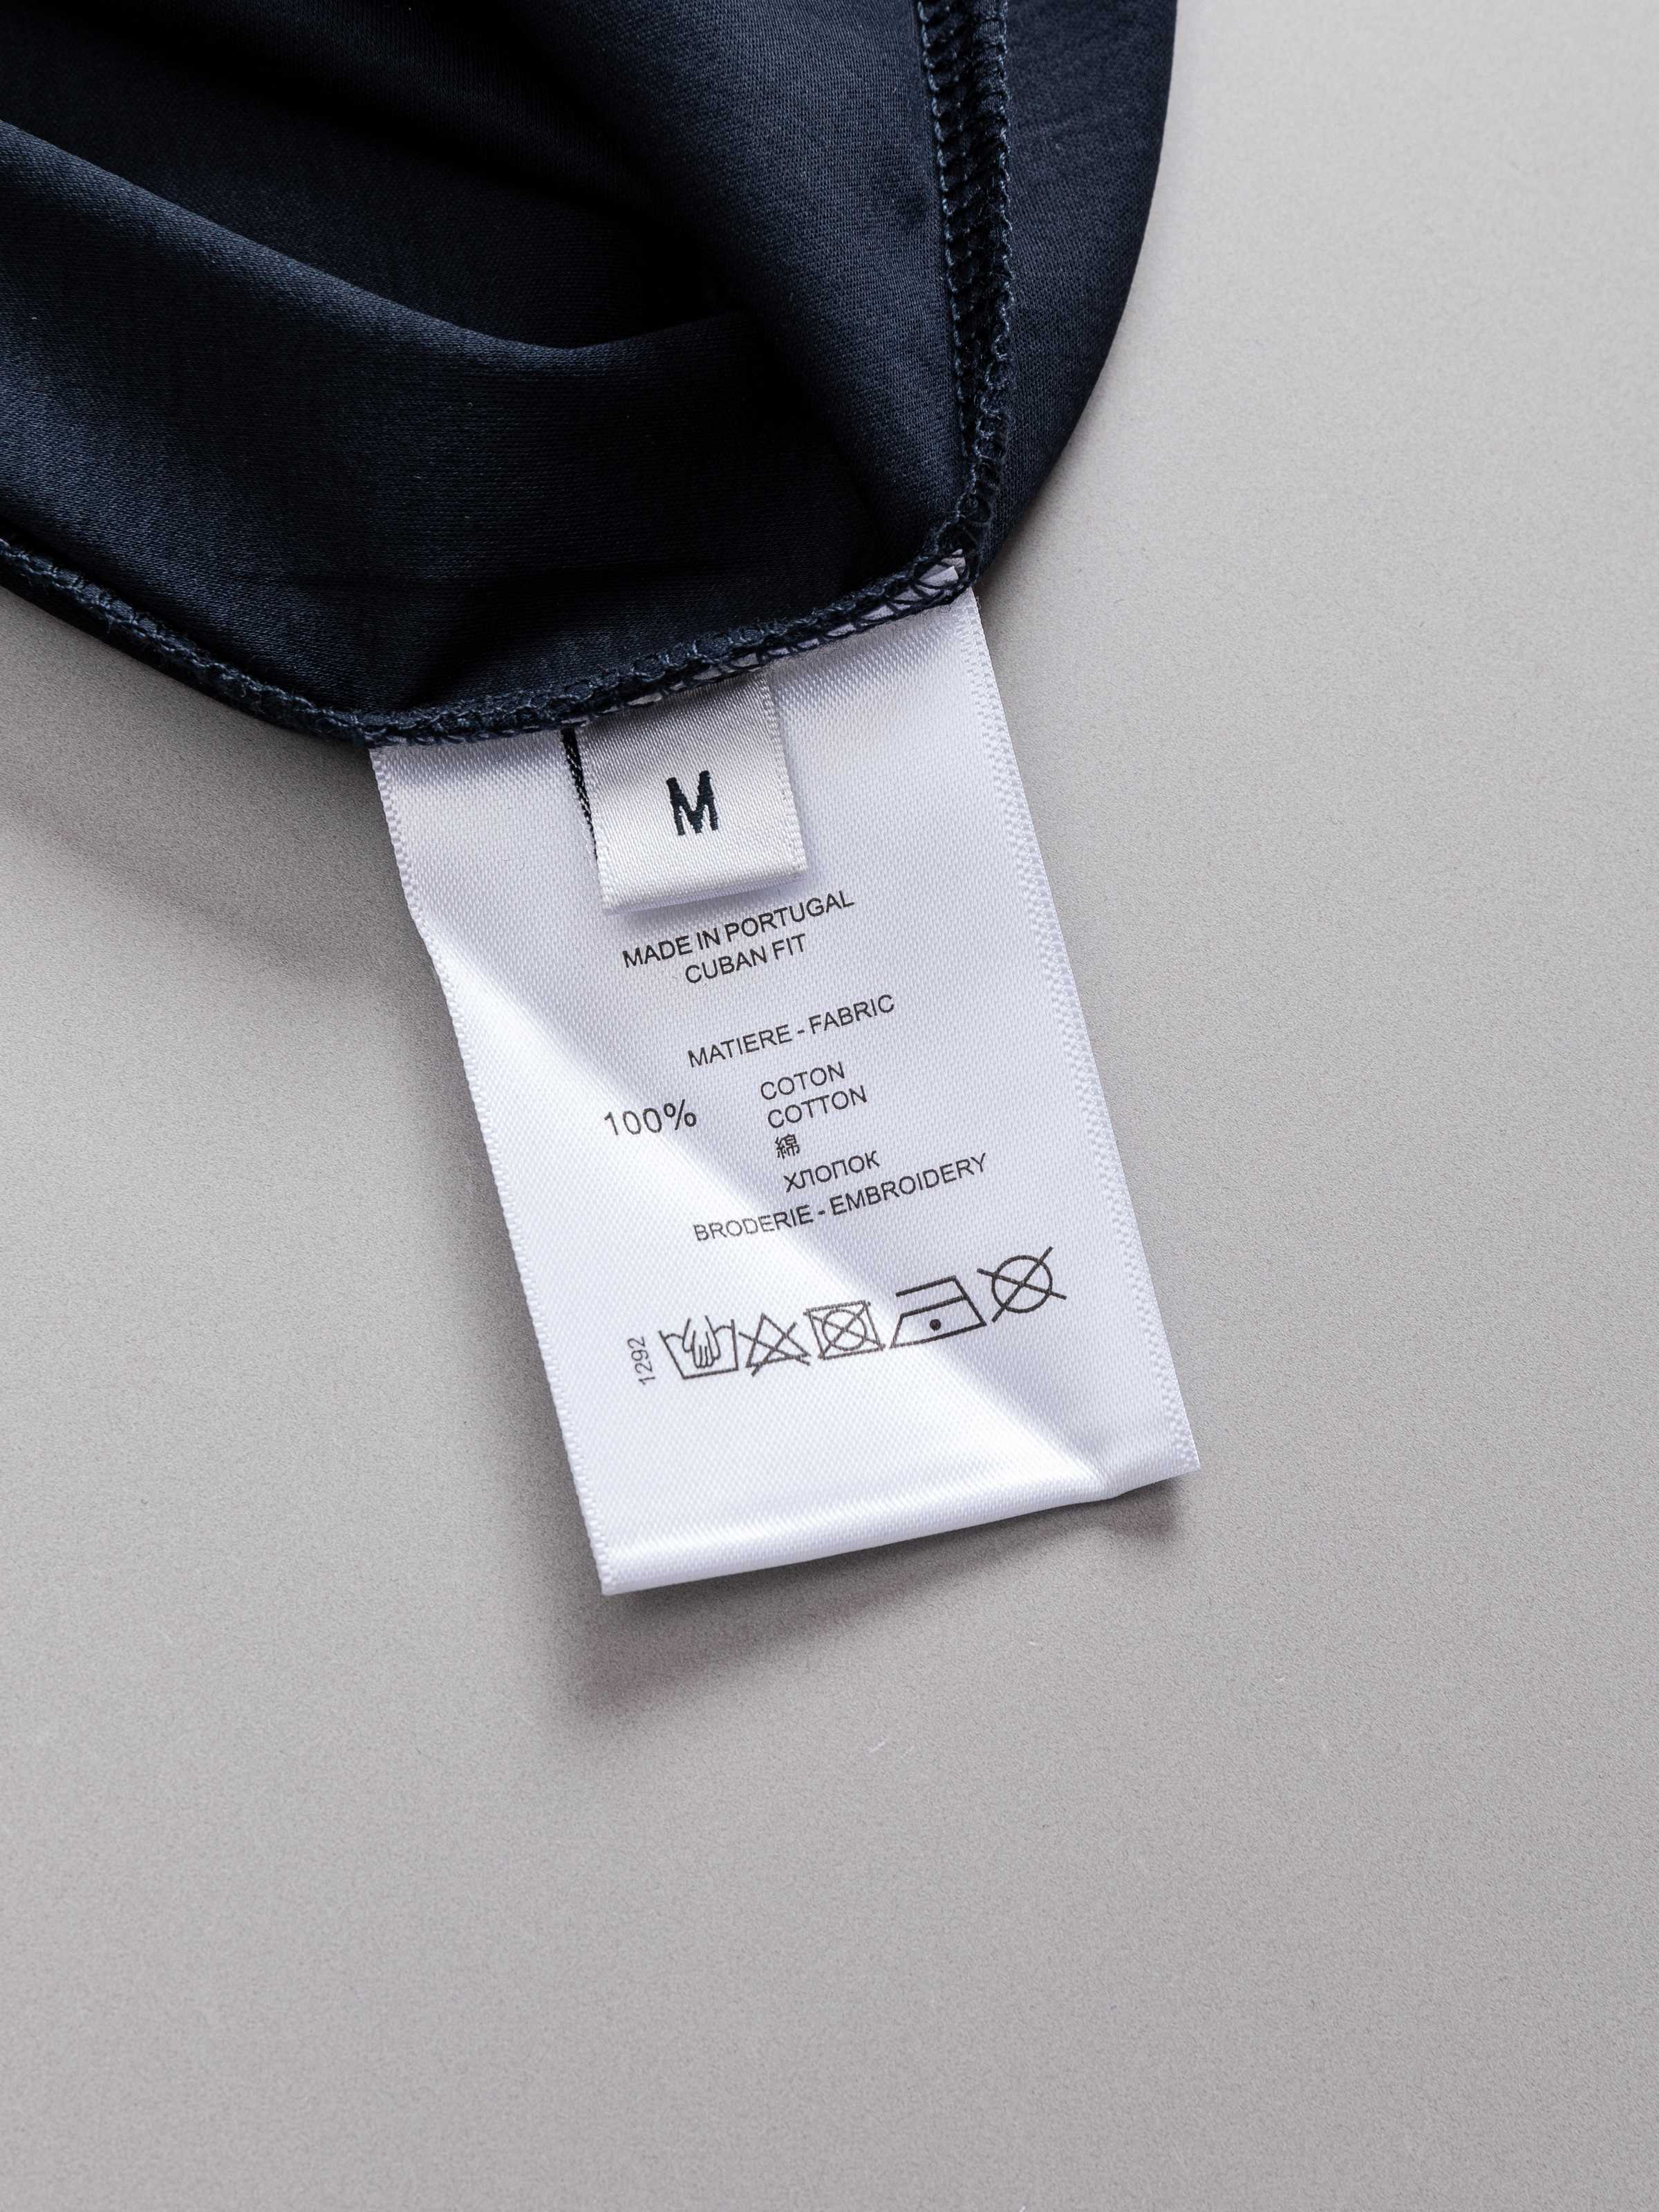 M
MADE IN PORTUGAL
CUBAN FIT
MATIERE - FABRIC
100%
COTON
COTTON
綿
ХЛОПОК
BRODERIE - EMBROIDERY
1292